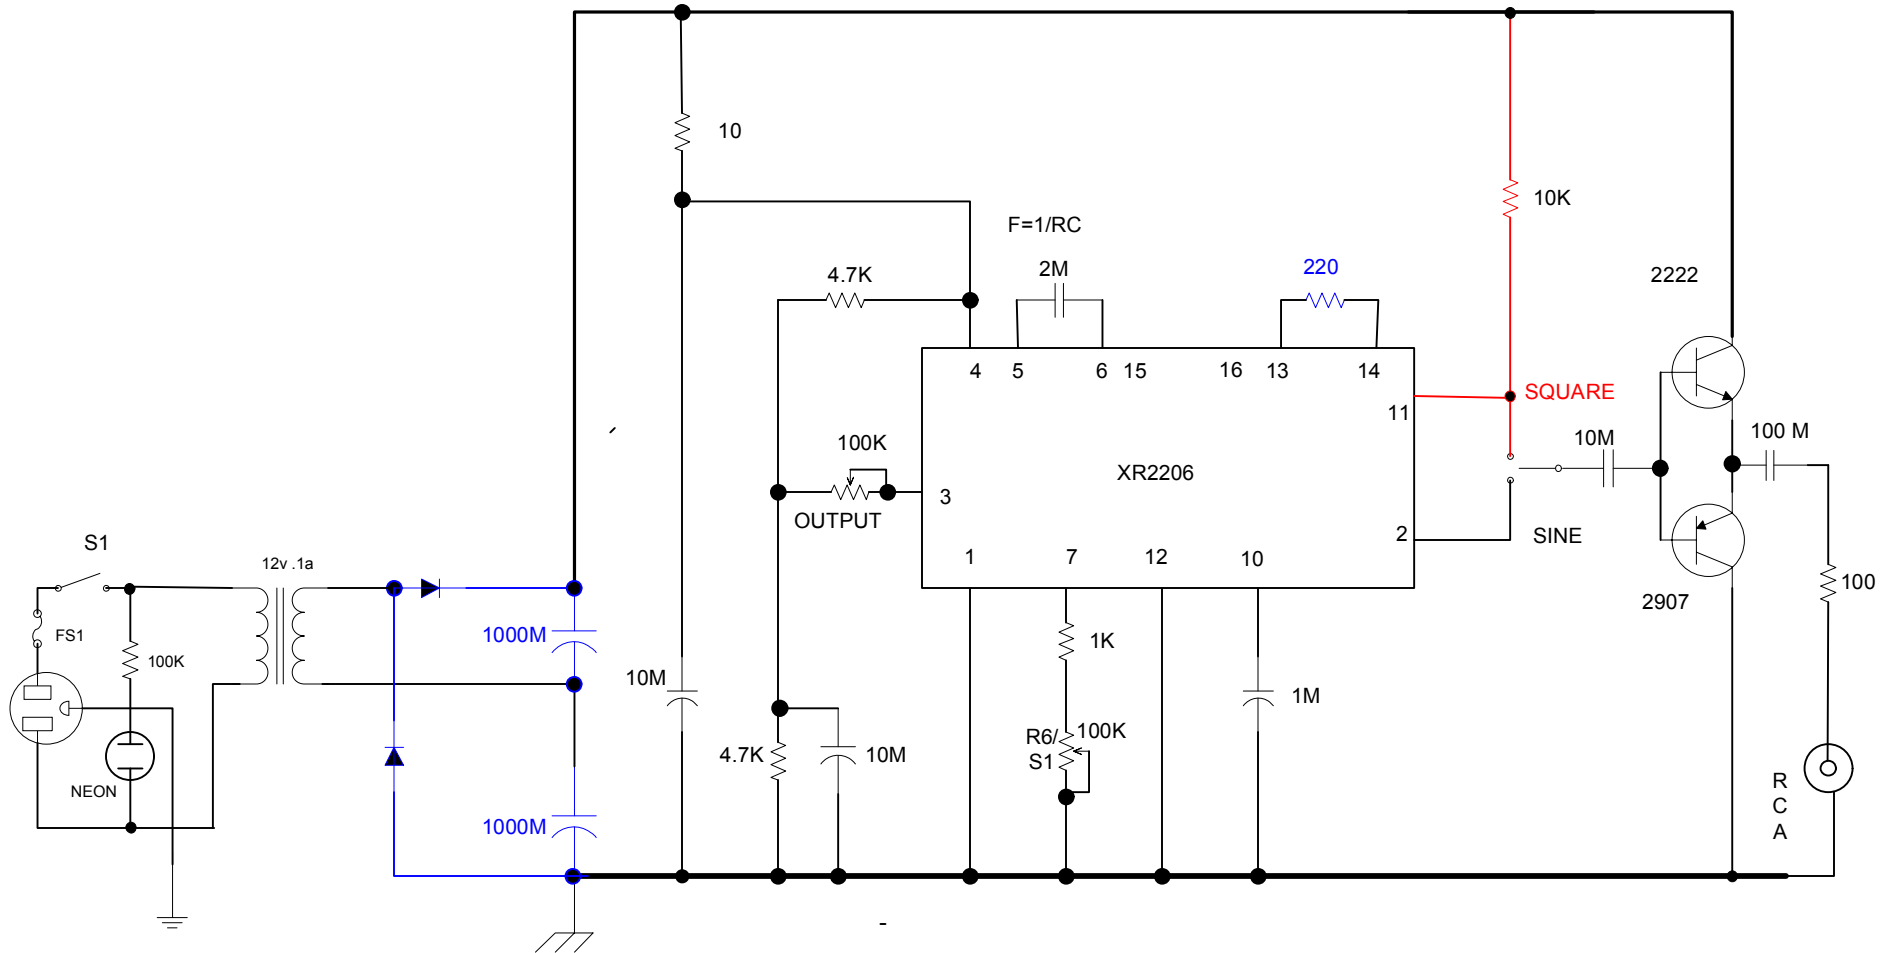 10
10K
F=1/RC
2M
4.7K
220
2222
4
5
6
15
16
13
14
SQUARE
11
100K
10M
100 M
3
XR2206
OUTPUT
2
SINE
S1
12v .1a
1
7
12
10
2907
100
FS1
1000M
1K
100K
10M
1M
R6/
S1
100K
4.7K
10M
NEON
1000M
R
C
A
-